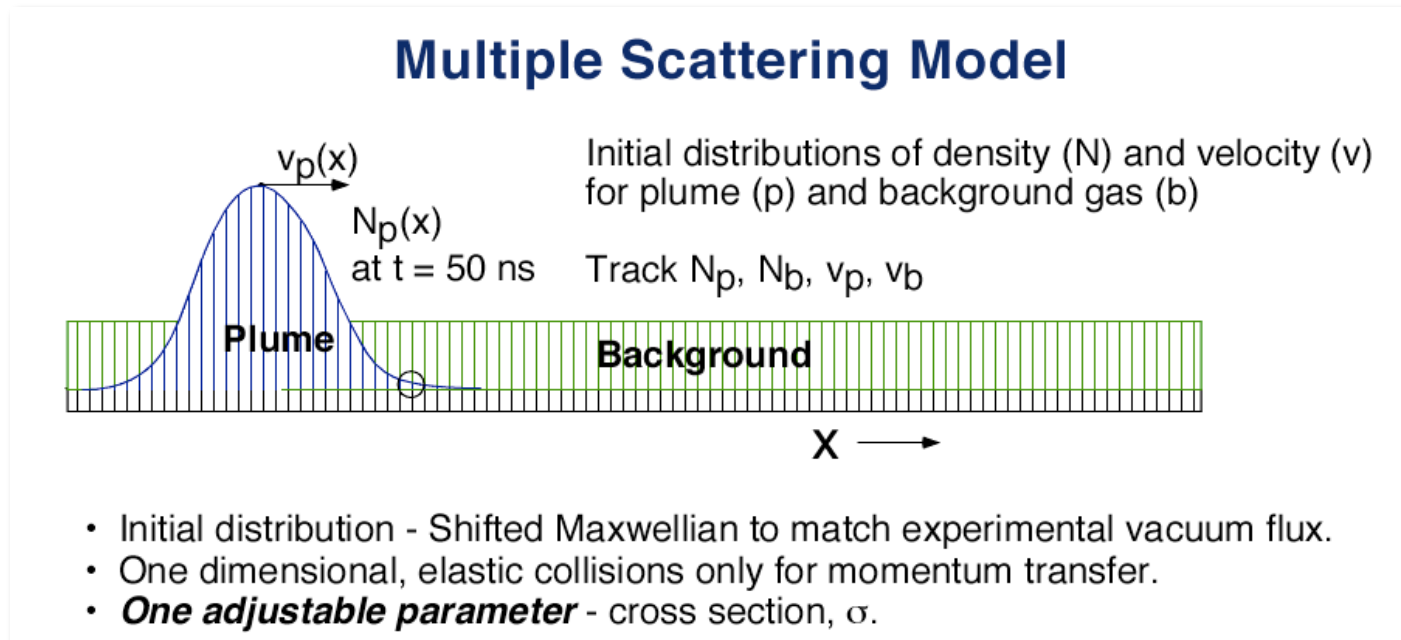 Multiple Scattering Model
vp(x)
Np(x)
at t = 50 ns
Initial distributions of density (N) and velocity (v)
for plume (p) and background gas (b)
Track Np, Nb, vp, vb
Plume
Background
X
• Initial distribution - Shifted Maxwellian to match experimental vacuum flux.
• One dimensional, elastic collisions only for momentum transfer.
• One adjustable parameter - cross section, σ.